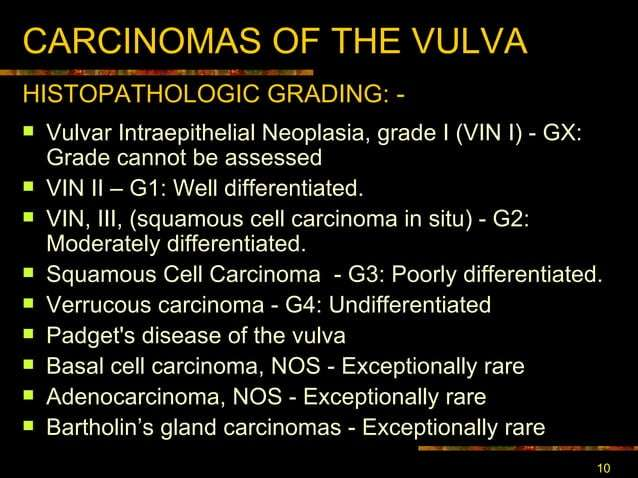 CARCINOMAS OF THE VULVA
HISTOPATHOLOGIC GRADING: -
Vulvar Intraepithelial Neoplasia, grade I (VIN I) - GX:
Grade cannot be assessed
VIN II – G1: Well differentiated.
VIN, III, (squamous cell carcinoma in situ) - G2:
Moderately differentiated.
Squamous Cell Carcinoma - G3: Poorly differentiated.
Verrucous carcinoma - G4: Undifferentiated
Padget's disease of the vulva
Basal cell carcinoma, NOS - Exceptionally rare
Adenocarcinoma, NOS - Exceptionally rare
Bartholin’s gland carcinomas - Exceptionally rare
10